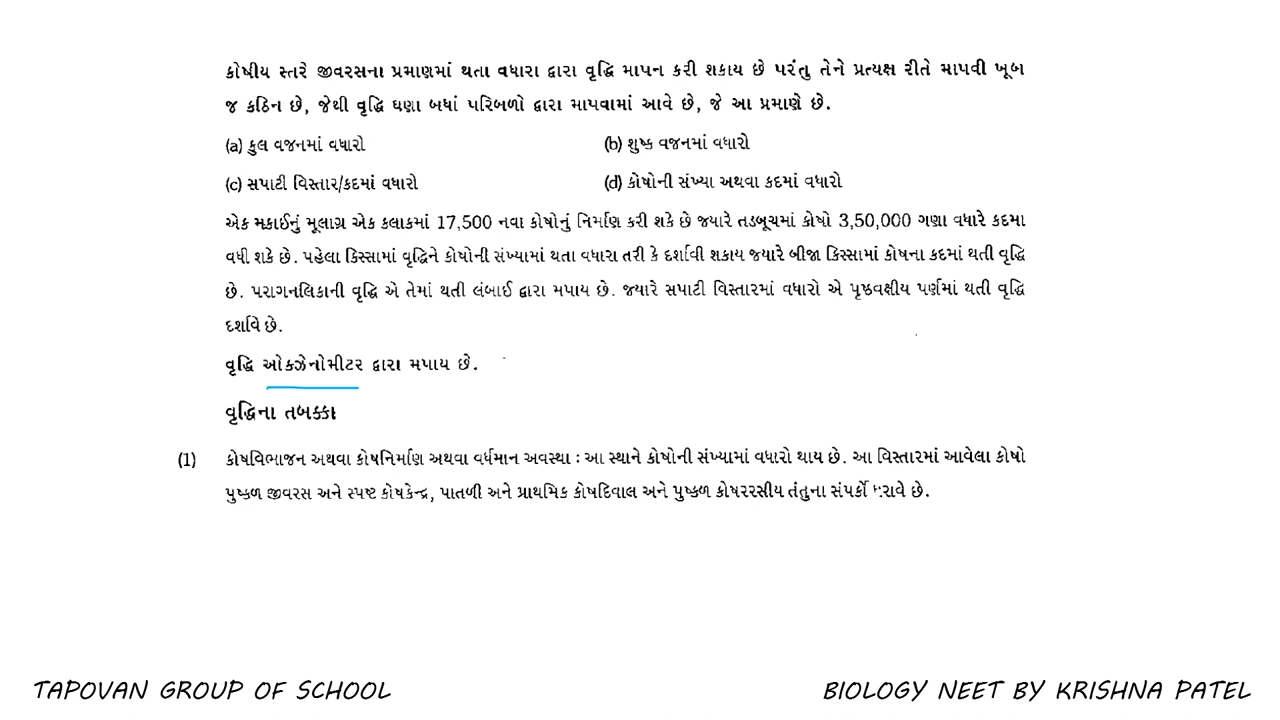 કોષીય સ્તરે જીવરસના પ્રમાણમાં થતા વધારા દ્વારા વૃદ્ધિ માપન કરી શકાય છે પરંતુ તેને પ્રત્યક્ષ રીતે માપવી ખૂબ
જ કઠિન છે, જેથી વૃદ્ધિ ઘણા બધાં પરિબળો દ્વારા માપવામાં આવે છે, જે આ પ્રમાણે છે.
(a) કુલ વજનમાં વધારો (b) શુષ્ક વજનમાં વધારો
(c) સપાટી વિસ્તાર/કદમાં વધારો (d) કોષોની સંખ્યા અથવા કદમાં વધારો
એક મકાઈનું મૂલાગ્ર એક કલાકમાં 17,500 નવા કોષોનું નિર્માણ કરી શકે છે જયારે તડબૂચમાં કોષો 3,50,000 ગણા વધારે કદમા
વધી શકે છે. પહેલા કિસ્સામાં વૃદ્ધિને કોષોની સંખ્યામાં થતા વધારા તરી કે દર્શાવી શકાય જયારે બીજા કિસ્સામાં કોષના કદમાં થતી વૃદ્ધિ
છે. પરાગનલિકાની વૃદ્ધિ એ તેમાં થતી લંબાઈ દ્વારા મપાય છે. જયારે સપાટી વિસ્તારમાં વધારો એ પૃષ્ઠવક્ષીય પર્ણમાં થતી વૃદ્ધિ
દર્શાવે છે.
વૃદ્ધિ ઓક્ઝેનોમીટર દ્વારા મપાય છે.
વૃદ્ધિના તબક્કા
(1) કોષવિભાજન અથવા કોષનિર્માણ અથવા વર્ધમાન અવસ્થા : આ સ્થાને કોષોની સંખ્યામાં વધારો થાય છે. આ વિસ્તારમાં આવેલા કોષો
પુષ્કળ જીવરસ અને સ્પષ્ટ કોષકેન્દ્ર, પાતળી અને પ્રાથમિક કોષદિવાલ અને પુષ્કળ કોષરરસીય તંતુના સંપર્કો ધરાવે છે.
TAPOVAN GROUP OF SCHOOL BIOLOGY NEET BY KRISHNA PATEL